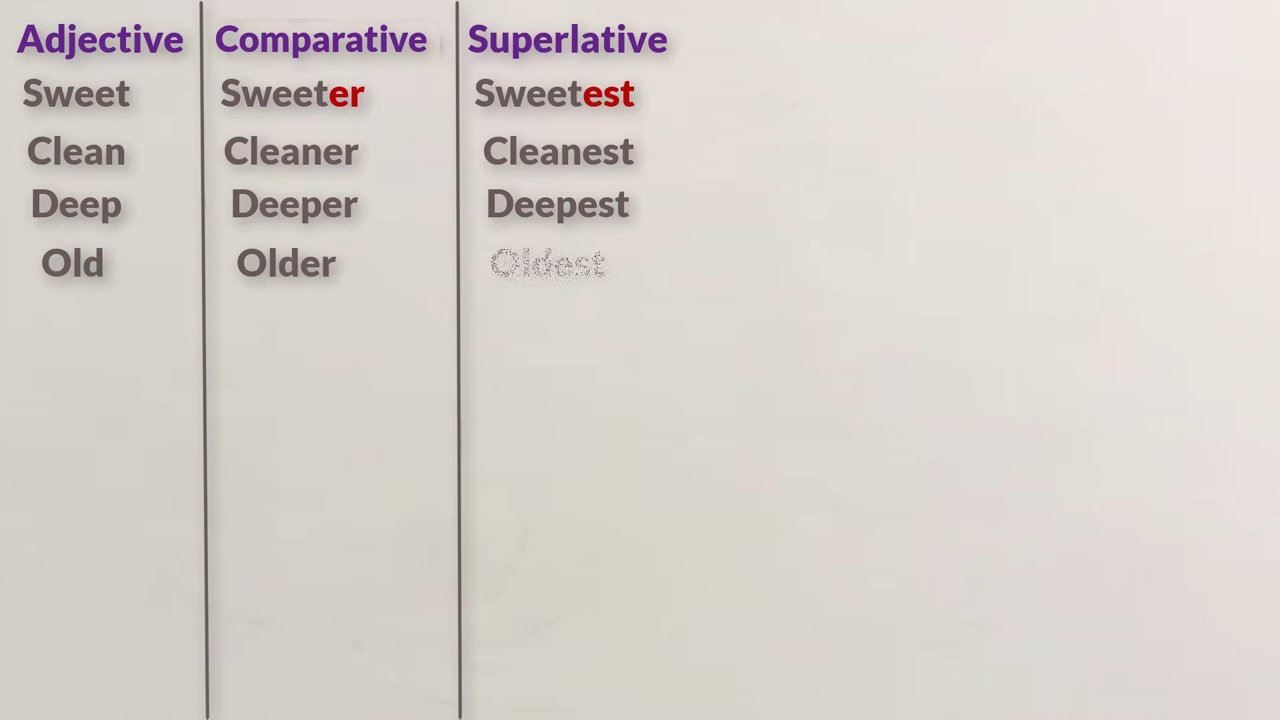 Adjective Comparative Superlative
Sweet Sweeter Sweetest
Clean Cleaner Cleanest
Deep Deeper Deepest
Old Older Oldest